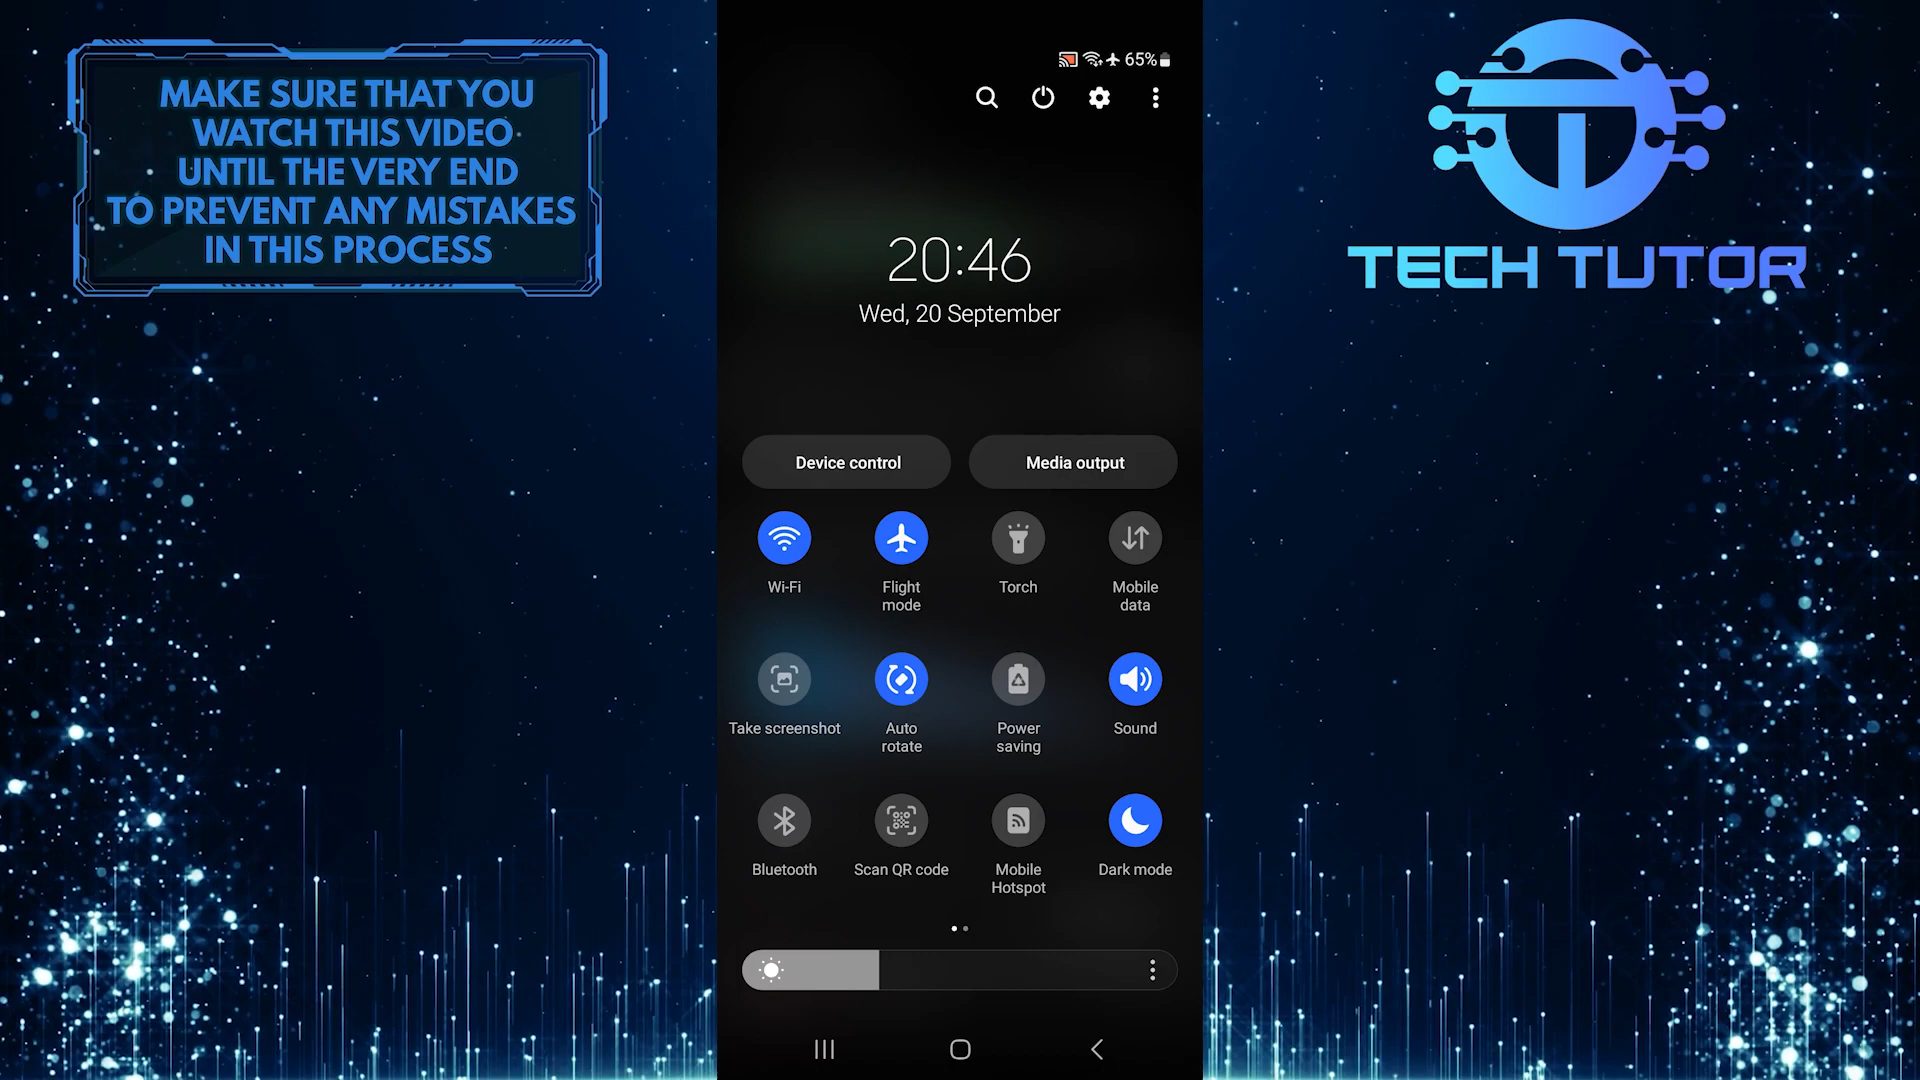 MAKE SURE THAT YOU
WATCH THIS VIDEO
UNTIL THE VERY END
TO PREVENT ANY MISTAKES
IN THIS PROCESS
65%
20:46
Wed, 20 September
Device control
Media output
Wi-Fi
Flight
mode
Torch
Mobile
data
Take screenshot
Auto
rotate
Power
saving
Sound
Bluetooth
Scan QR code
Mobile
Hotspot
Dark mode
TECH TUTOR